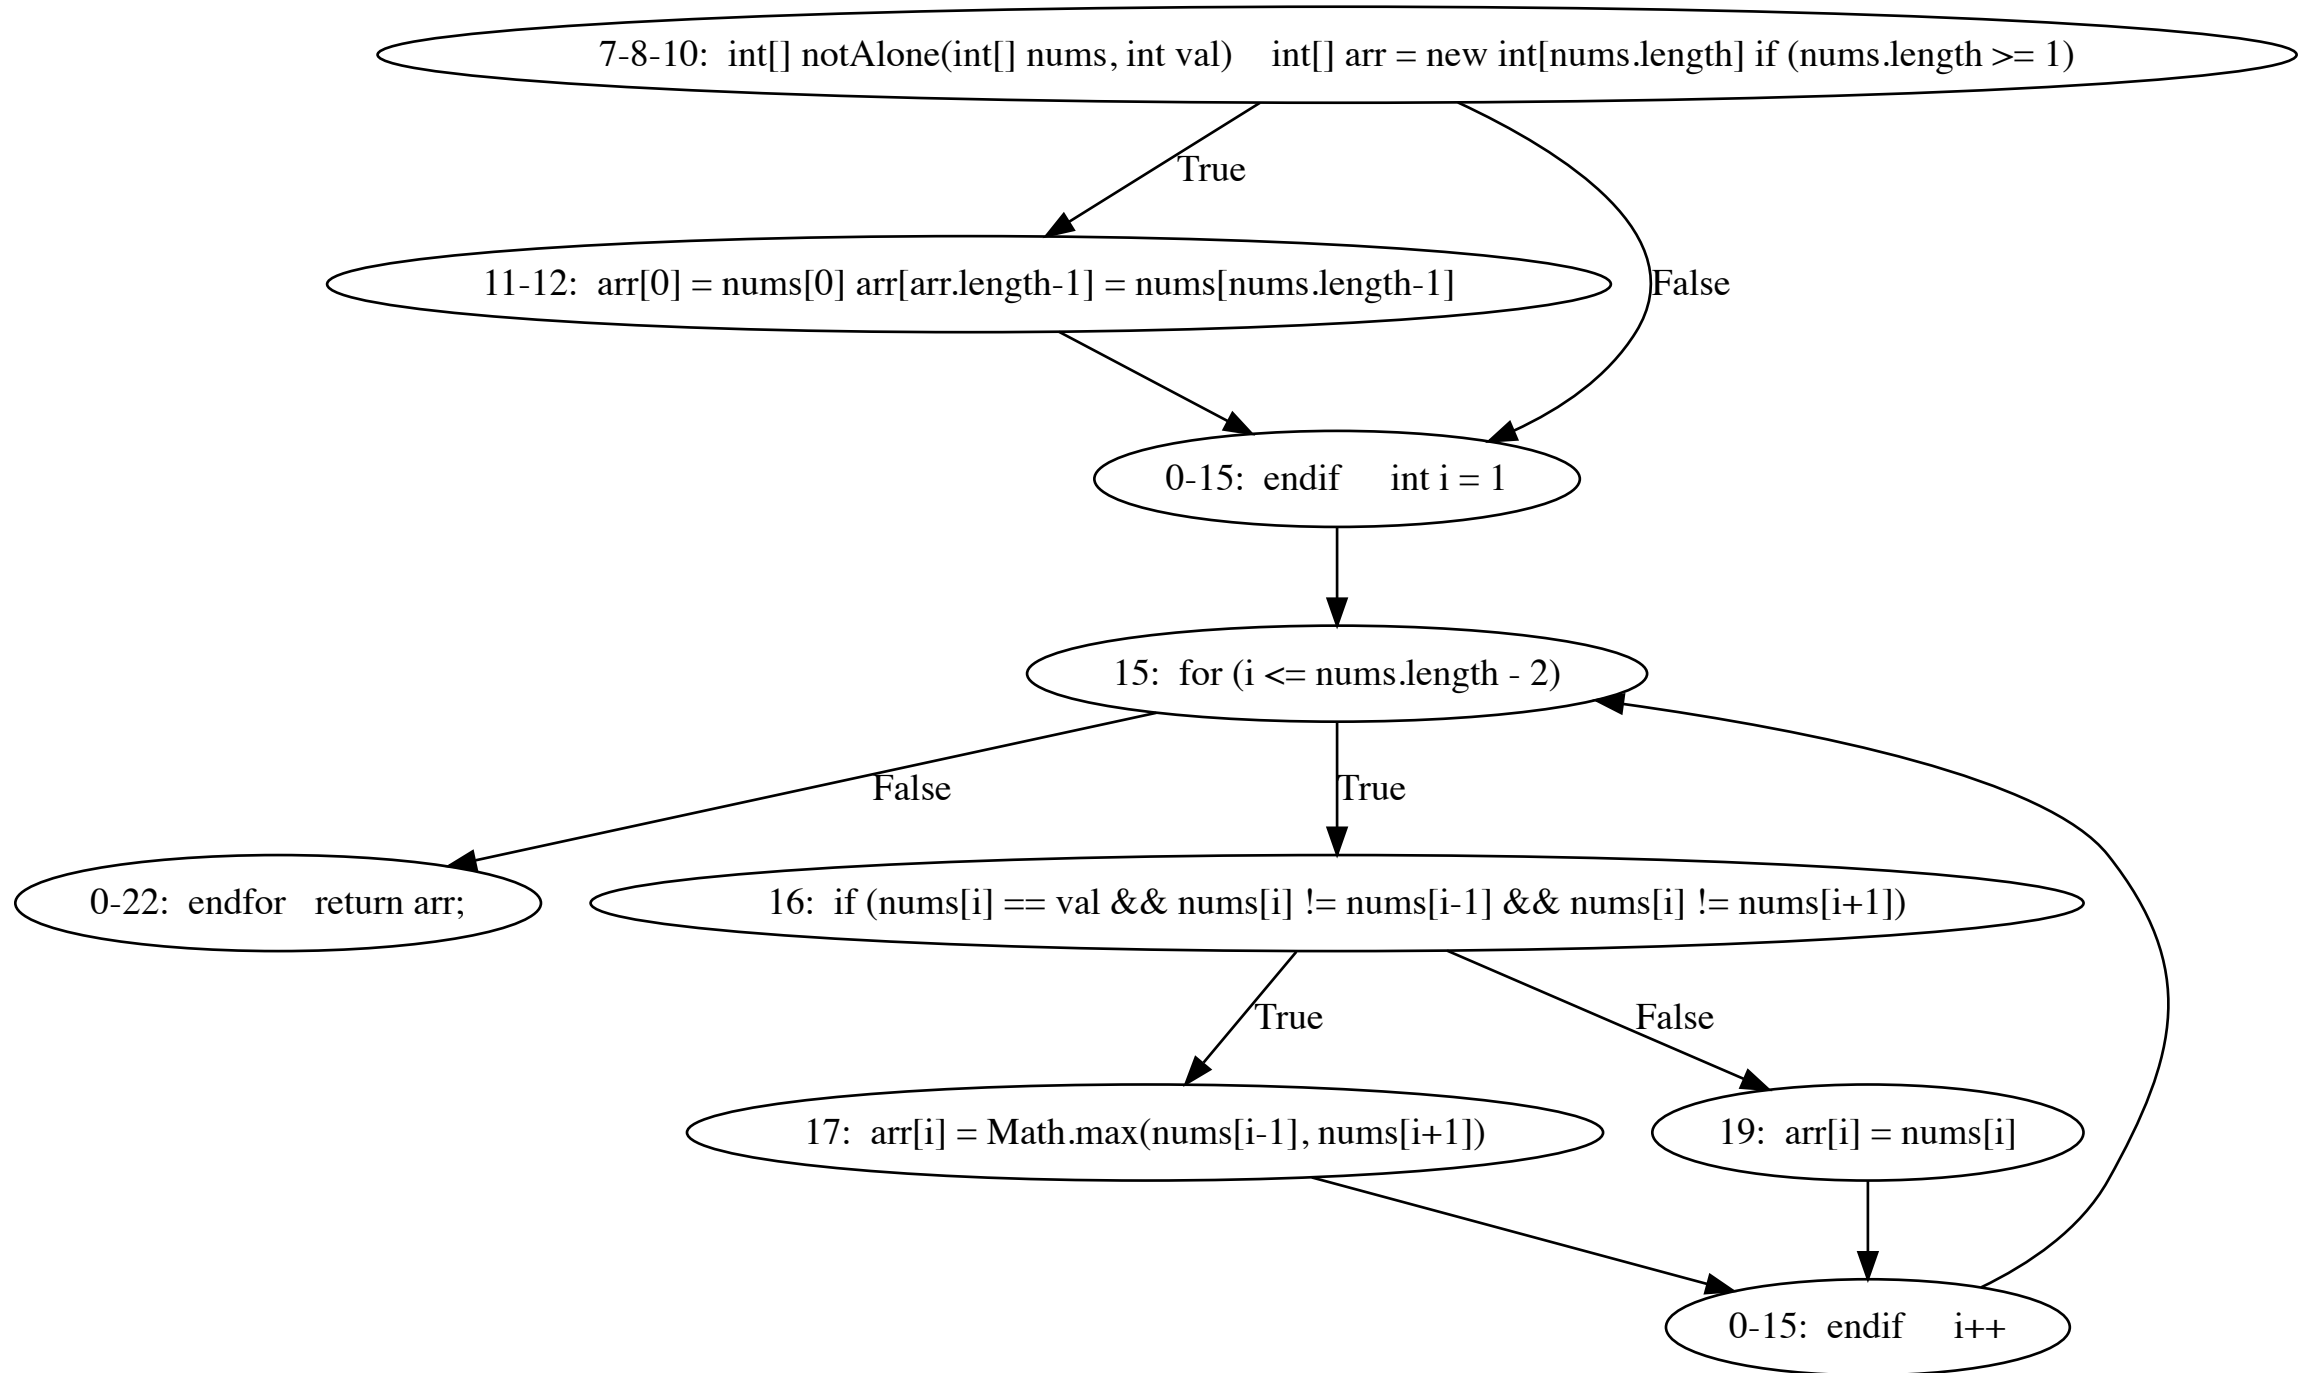 7-8-10:  int[] notAlone(int[] nums, int val)    int[] arr = new int[nums.length] if (nums.length >= 1)
True
11-12:  arr[0] = nums[0] arr[arr.length-1] = nums[nums.length-1]
False
0-15:  endif     int i = 1
15:  for (i <= nums.length - 2)
False
True
0-22:  endfor   return arr;
16:  if (nums[i] == val && nums[i] != nums[i-1] && nums[i] != nums[i+1])
True
False
17:  arr[i] = Math.max(nums[i-1], nums[i+1])
19:  arr[i] = nums[i]
0-15:  endif     i++